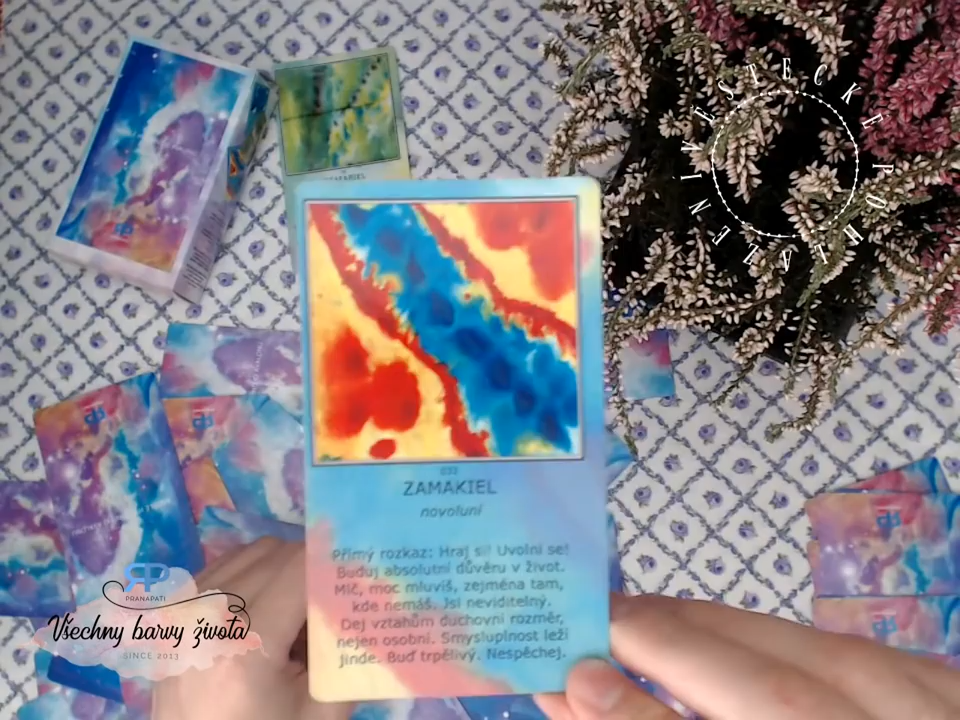 ZAMAKIEL
novoluní
Přímý rozkaz: Hraj si! Uvolni se!
Buduj absolutní důvěru v život.
Mlč, moc mluvíš, zejména tam,
kde nemáš. Jsi neviditelný.
Dej vztahům duchovní rozměr,
nejen osobní. Smysluplnost leží
jinde. Buď trpělivý. Nespěchej.
RP
PRANAPATI
Všechny barvy života
SINCE 2013